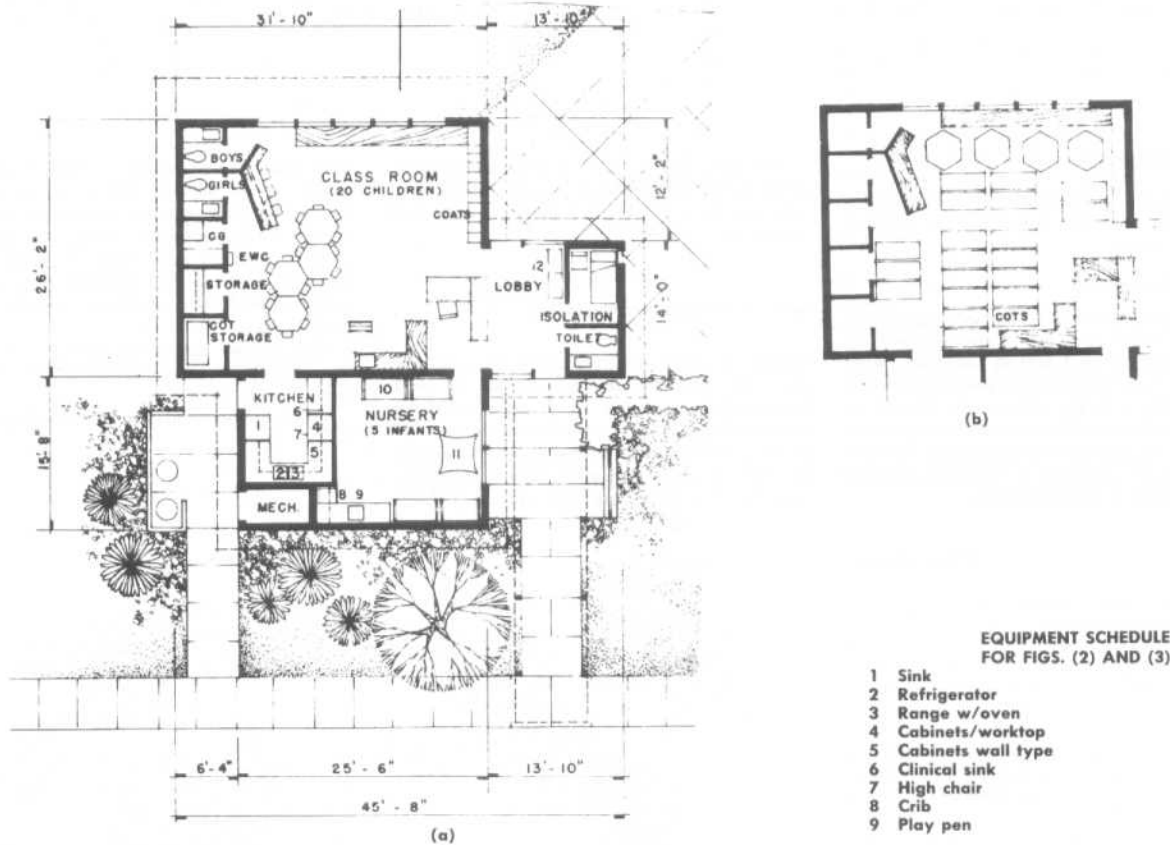 31'-10"
13'-10"
26'-2"
BOYS
GIRLS
CLASS ROOM
(20 CHILDREN)
COATS
12'-2"
EWC
STORAGE
COT
STORAGE
12
LOBBY
ISOLATION
TOILET
14'-0"
15'-8"
KITCHEN
6
1
4
7
5
10
NURSERY
(5 INFANTS)
11
2 3
8 9
MECH.
6'-4"
25'-6"
13'-10"
45' - 8"
(a)
COTS
(b)
EQUIPMENT SCHEDULE
FOR FIGS. (2) AND (3)
1 Sink
2 Refrigerator
3 Range w/oven
4 Cabinets/worktop
5 Cabinets wall type
6 Clinical sink
7 High chair
8 Crib
9 Play pen